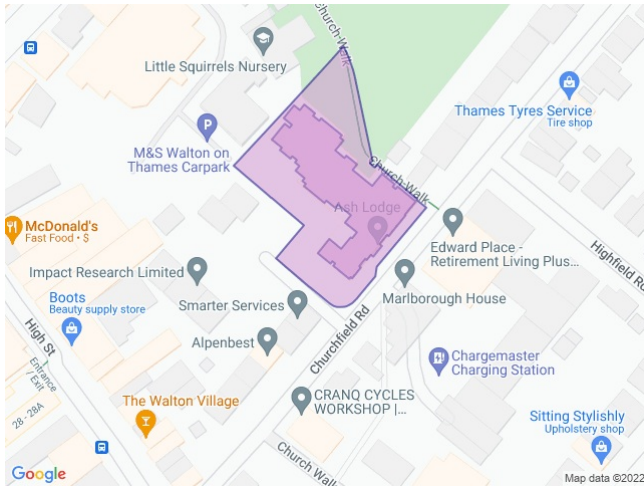 Church Walk
Little Squirrels Nursery
Thames Tyres Service
Tire shop
M&S Walton on
Thames Carpark
Church Walk
Ash Lodge
McDonald's
Fast Food • $
Edward Place -
Retirement Living Plus...
Highfield Rd
Impact Research Limited
Marlborough House
Boots
Beauty supply store
Smarter Services
High St
Alpenbest
Churchfield Rd
Chargemaster
Charging Station
Entrance
/ Exit
28 - 28A
The Walton Village
CRANQ CYCLES
WORKSHOP |...
Sitting Stylishly
Upholstery shop
Church Walk
Google
Map data ©2022